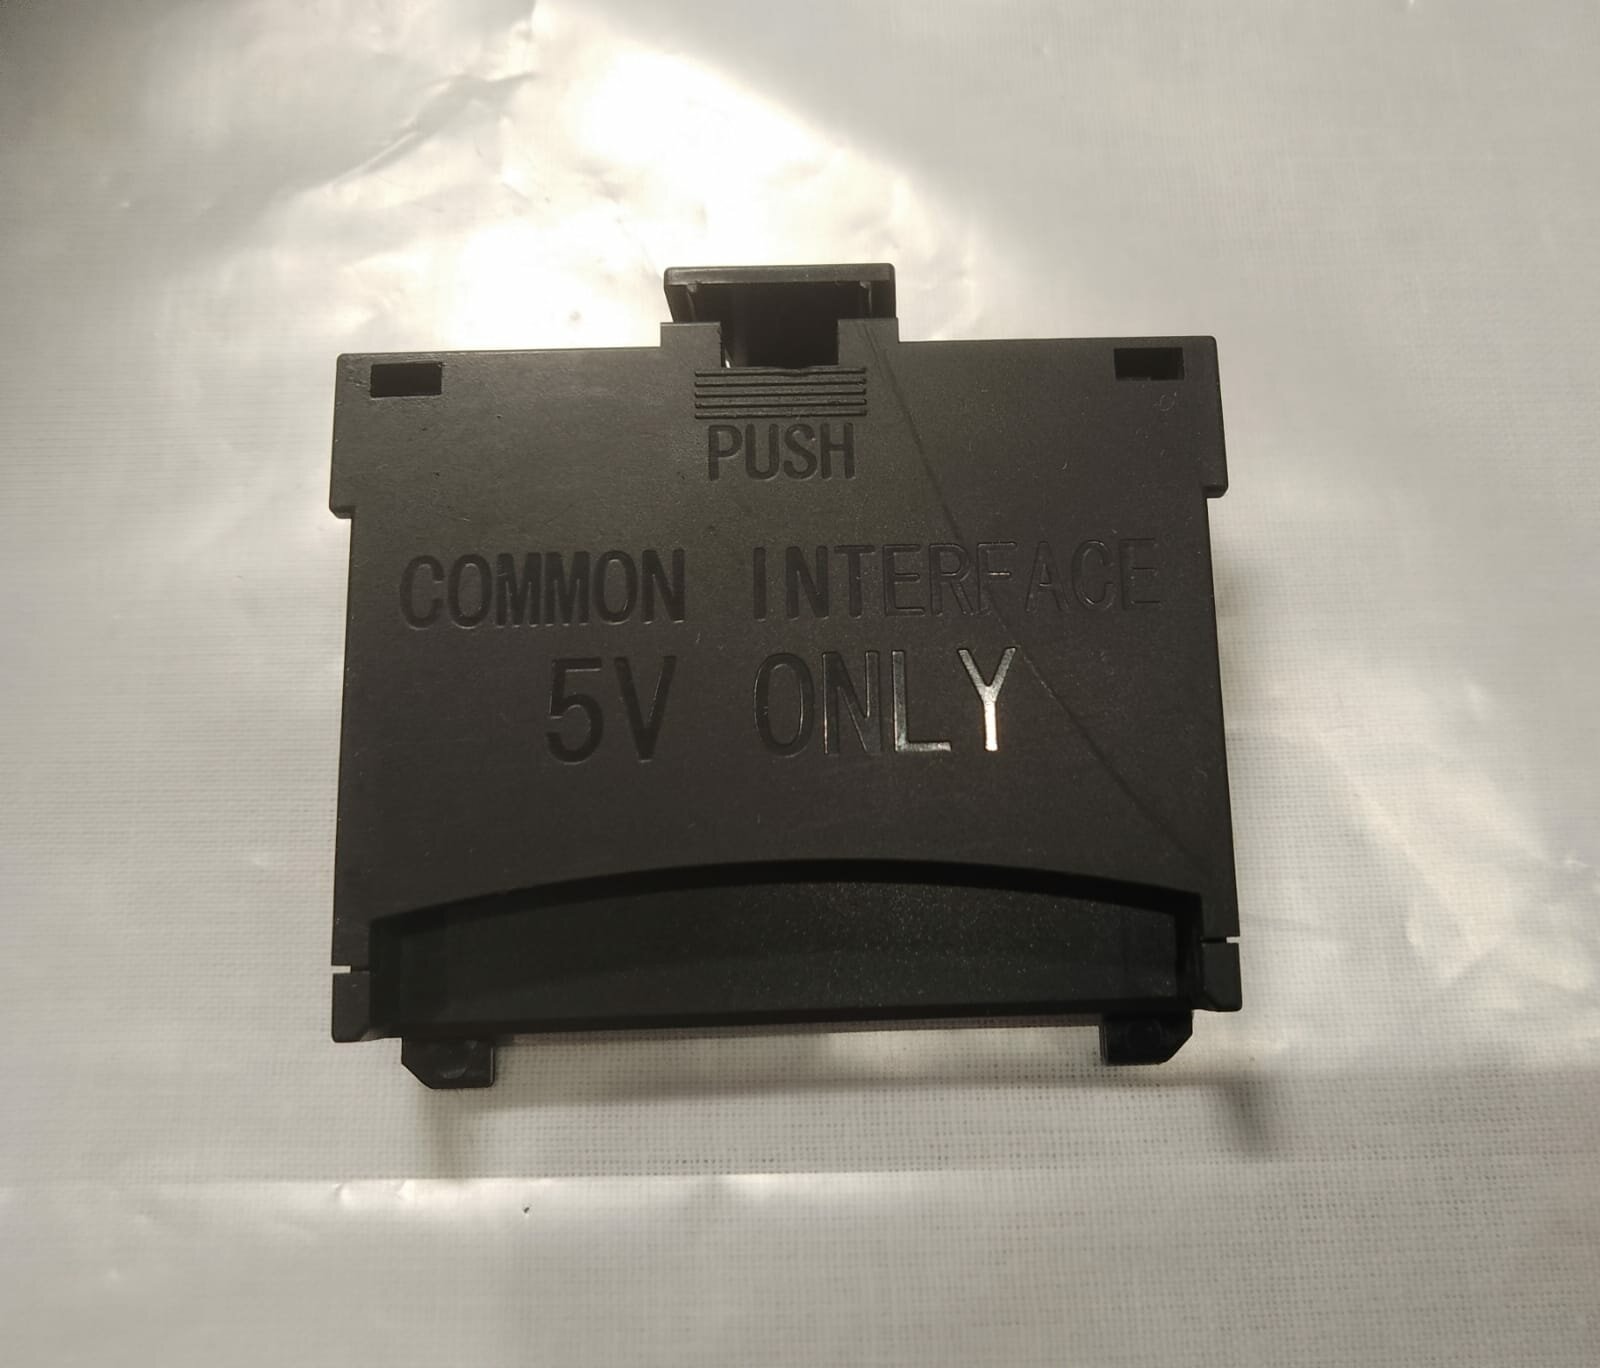 PUSH
COMMON INTERFACE
5V ONLY